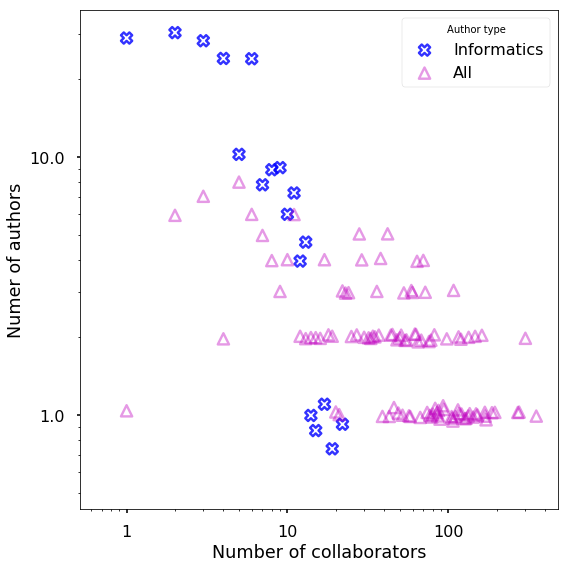 Author type
Informatics
All
10.0
1.0
Numer of authors
1
10
100
Number of collaborators